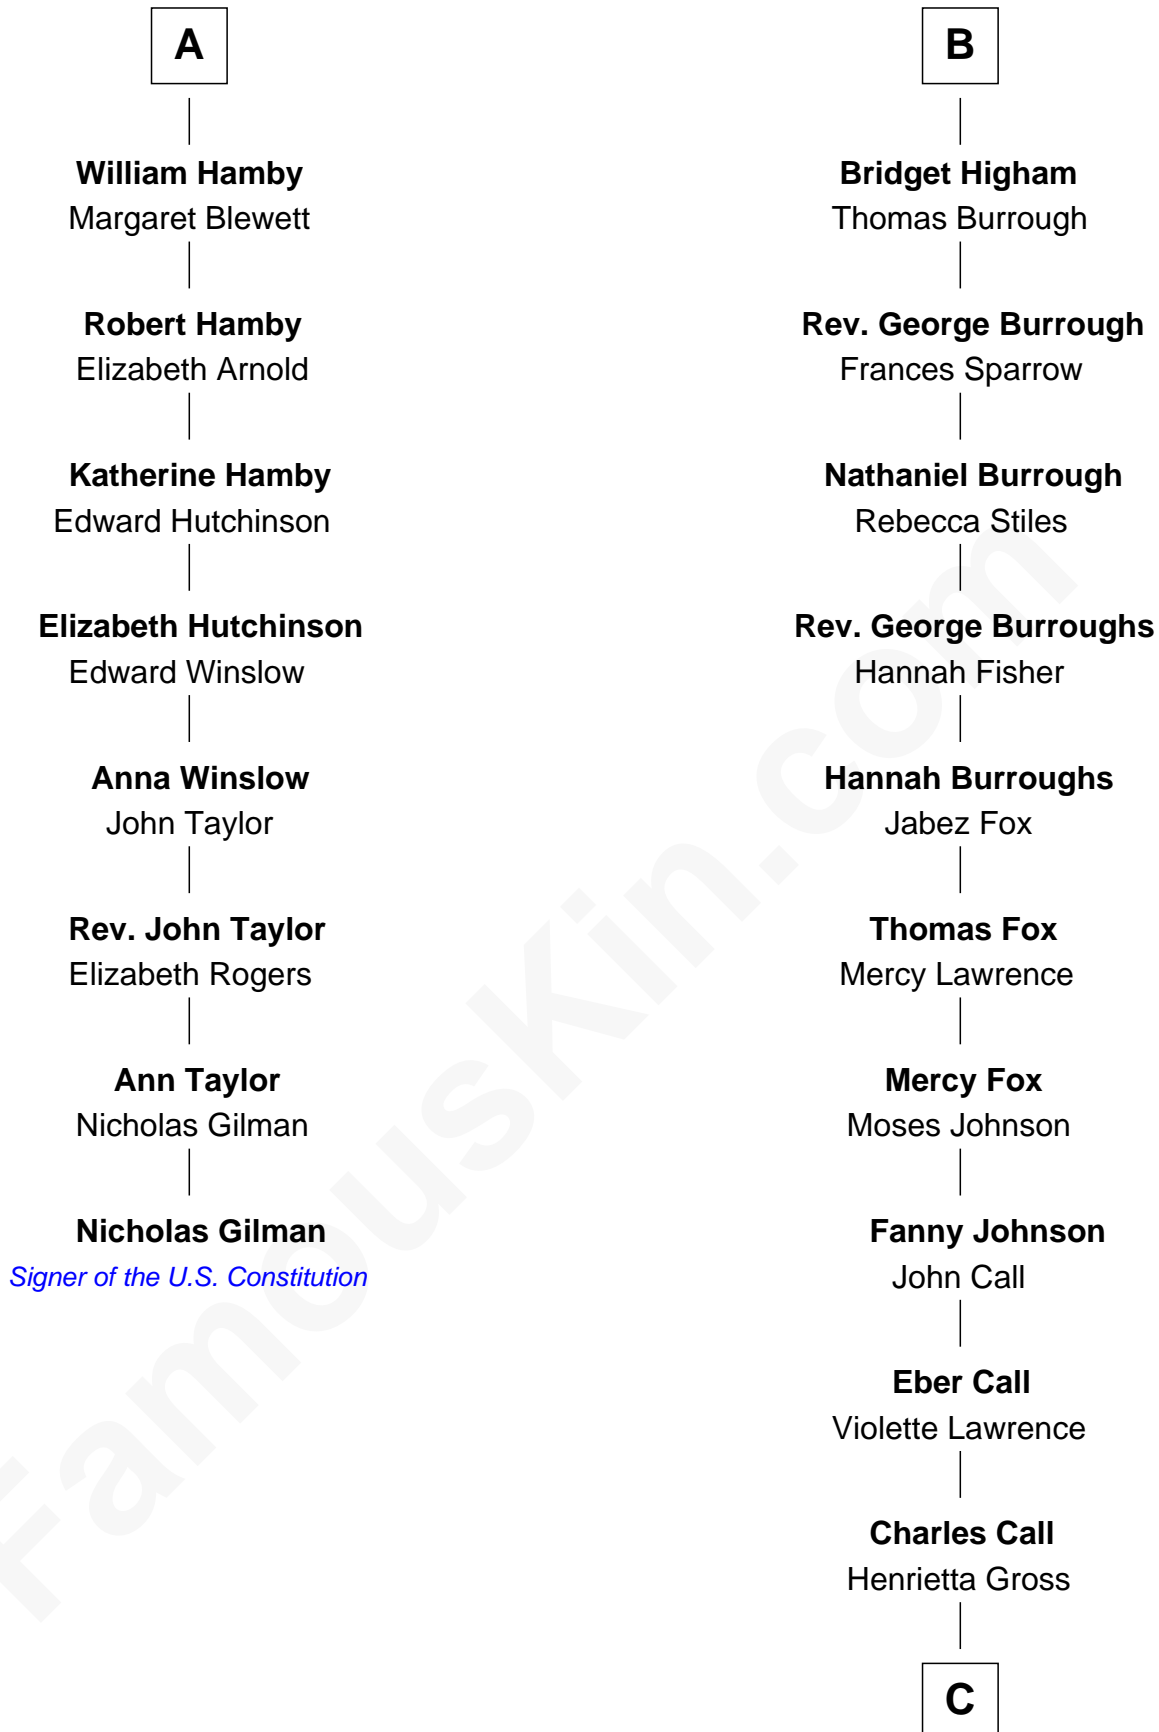 A
William Hamby
Margaret Blewett
Robert Hamby
Elizabeth Arnold
Katherine Hamby
Edward Hutchinson
Elizabeth Hutchinson
Edward Winslow
Anna Winslow
John Taylor
Rev. John Taylor
Elizabeth Rogers
Ann Taylor
Nicholas Gilman
Nicholas Gilman
Signer of the U.S. Constitution
B
Bridget Higham
Thomas Burrough
Rev. George Burrough
Frances Sparrow
Nathaniel Burrough
Rebecca Stiles
Rev. George Burroughs
Hannah Fisher
Hannah Burroughs
Jabez Fox
Thomas Fox
Mercy Lawrence
Mercy Fox
Moses Johnson
Fanny Johnson
John Call
Eber Call
Violette Lawrence
Charles Call
Henrietta Gross
C
FamousKin.com